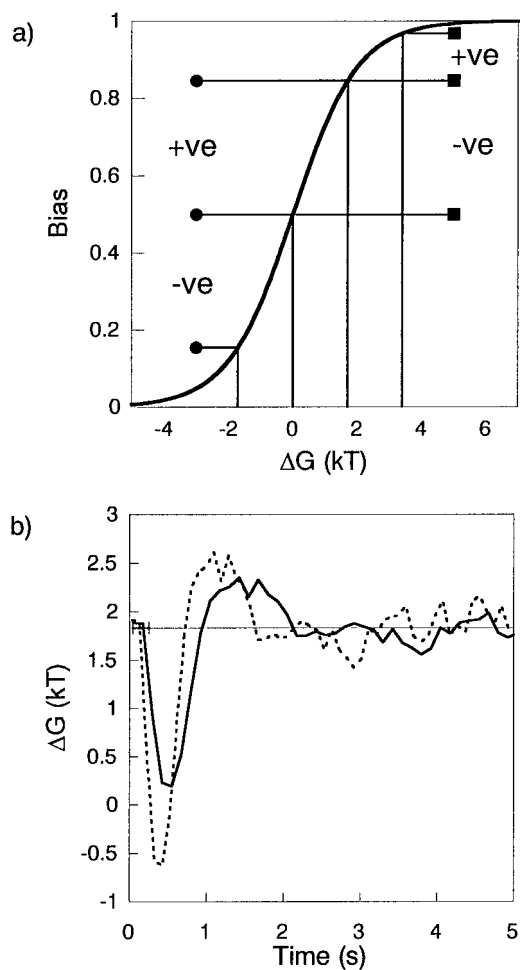 a)
1
0.8
0.6
0.4
0.2
0
Bias
+ve
-ve
+ve
-ve
-4 -2 0 2 4 6
ΔG (kT)
b)
3
2.5
2
1.5
1
0.5
0
-0.5
-1
ΔG (kT)
0 1 2 3 4 5
Time (s)